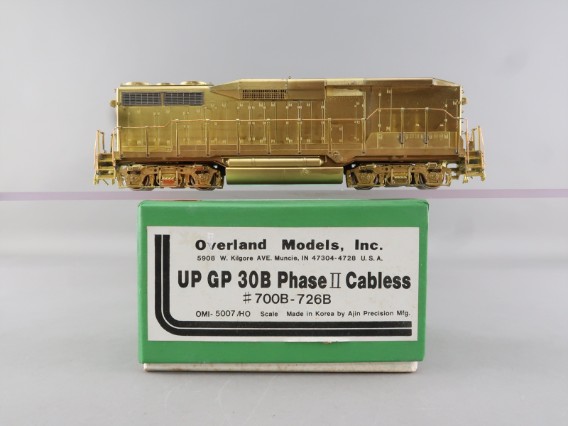 Overland Models, Inc.
5908 W. Kilgore AVE. Muncie, IN 47304-4728 U.S.A.
UP GP 30B Phase II Cabless
#700B-726B
OMI-5007/HO Scale Made in Korea by Ajin Precision Mfg.